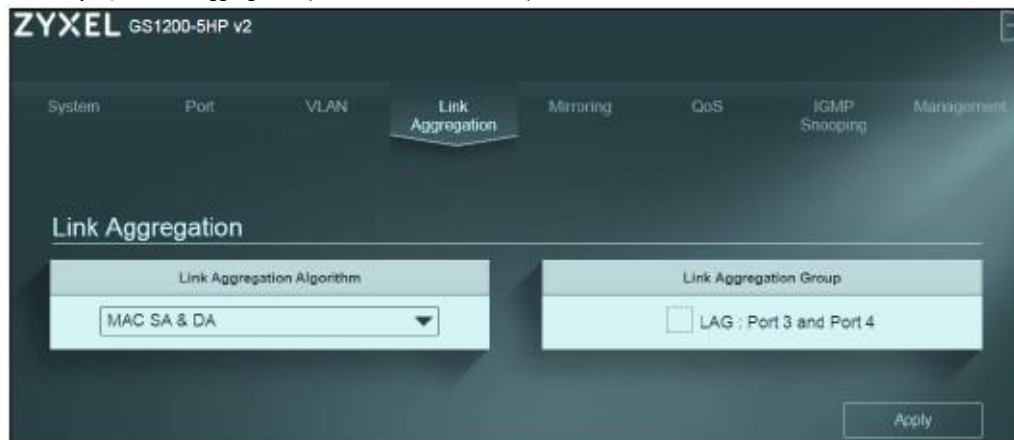 ZYXEL GS1200-5HP v2
System Port VLAN Link Aggregation Mirroring QoS IGMP Snooping Management
Link Aggregation
Link Aggregation Algorithm Link Aggregation Group
MAC SA & DA LAG : Port 3 and Port 4
Apply